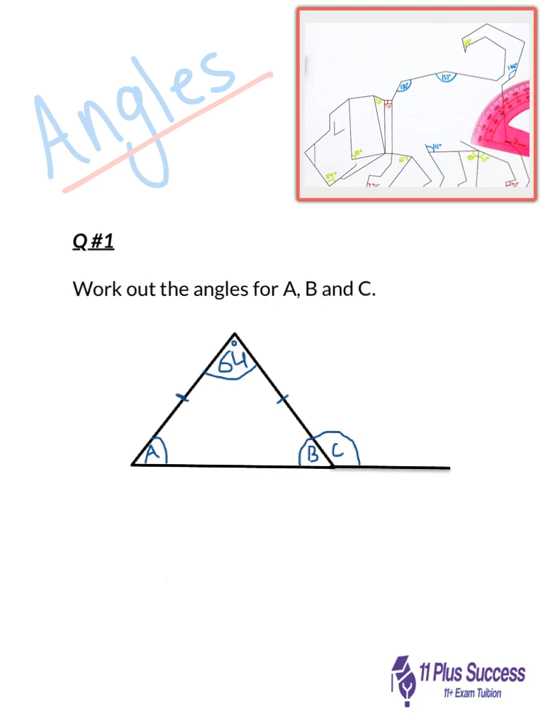 Angles
Q#1
Work out the angles for A, B and C.
64°
A
B
C
11 Plus Success
11+ Exam Tuition